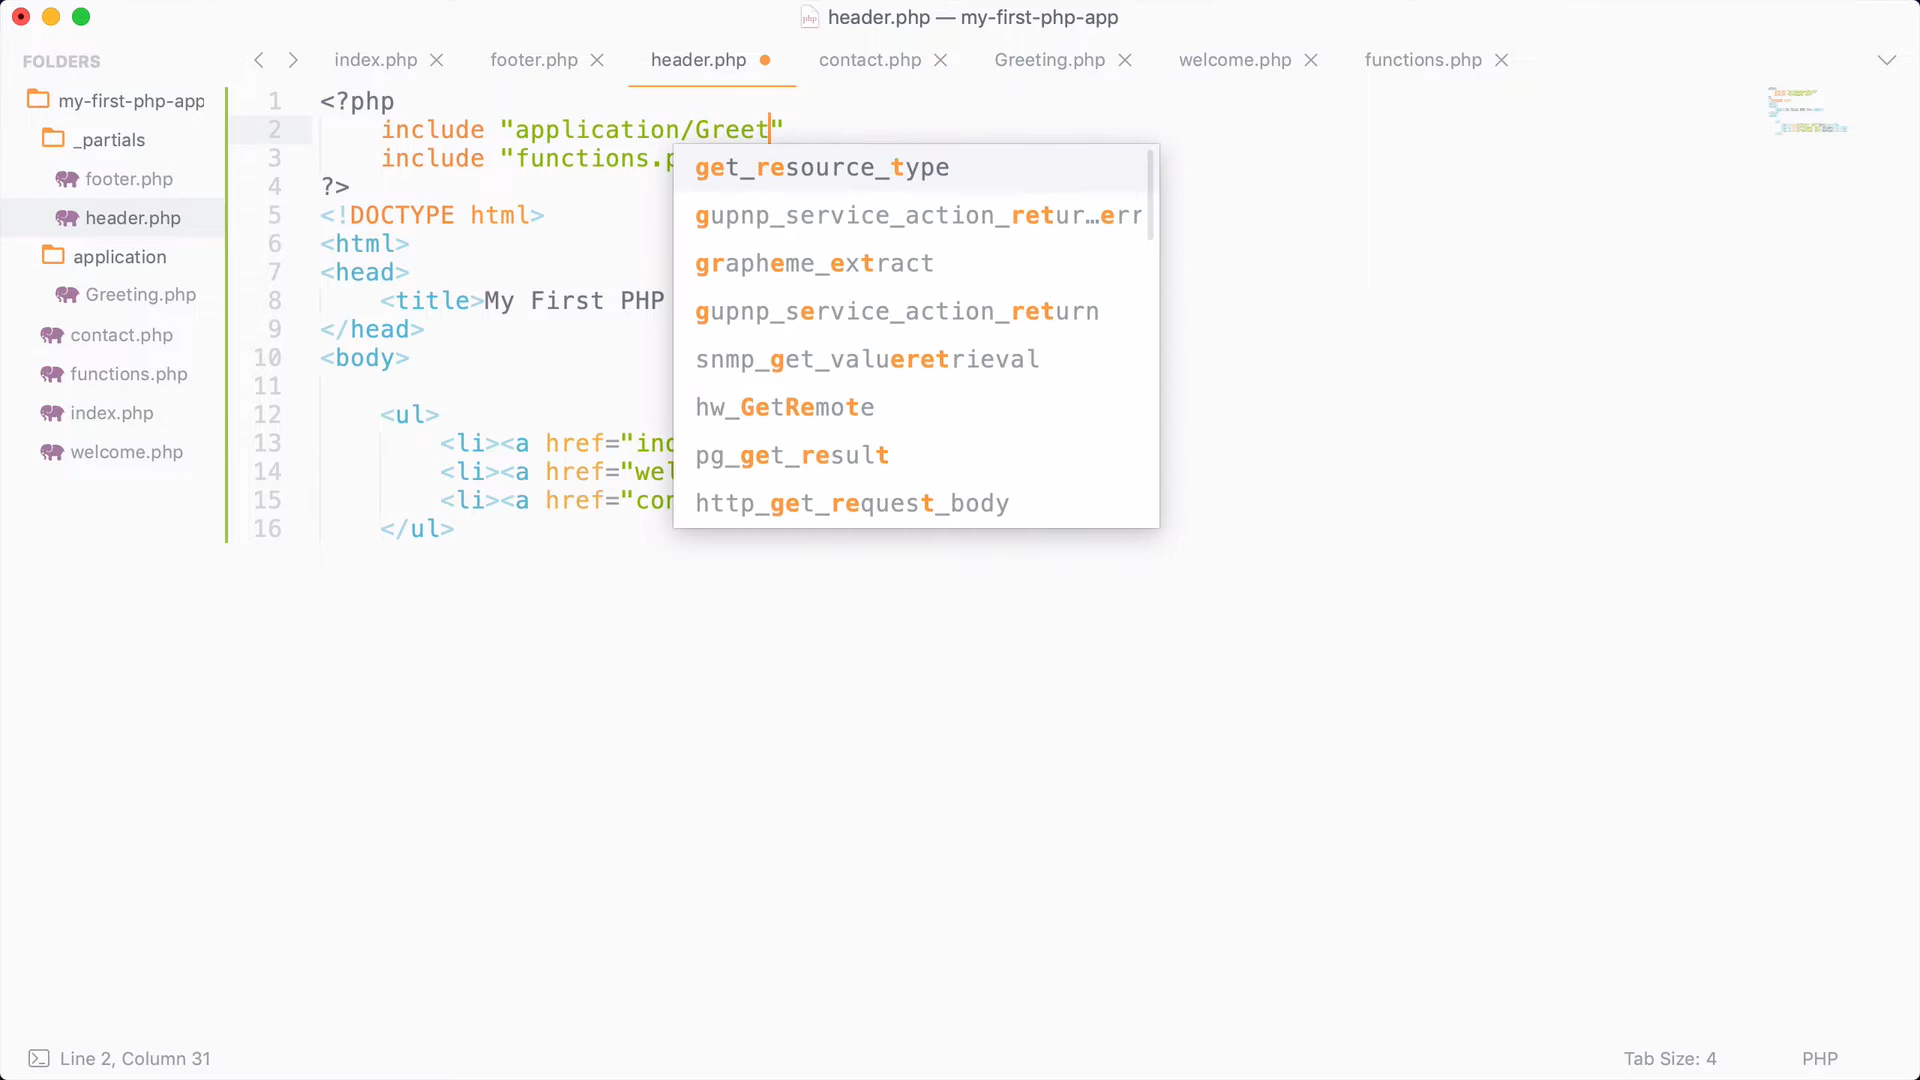 header.php — my-first-php-app
FOLDERS
my-first-php-app
_partials
footer.php
header.php
application
Greeting.php
contact.php
functions.php
index.php
welcome.php
index.php footer.php header.php contact.php Greeting.php welcome.php functions.php
1 <?php
2 include "application/Greet"
3 include "functions.p
4 ?>
5 <!DOCTYPE html>
6 <html>
7 <head>
8 <title>My First PHP
9 </head>
10 <body>
11
12 <ul>
13 <li><a href="ind
14 <li><a href="wel
15 <li><a href="con
16 </ul>
get_resource_type
gupnp_service_action_retur…err
grapheme_extract
gupnp_service_action_return
snmp_get_valueretrieval
hw_GetRemote
pg_get_result
http_get_request_body
Line 2, Column 31
Tab Size: 4
PHP